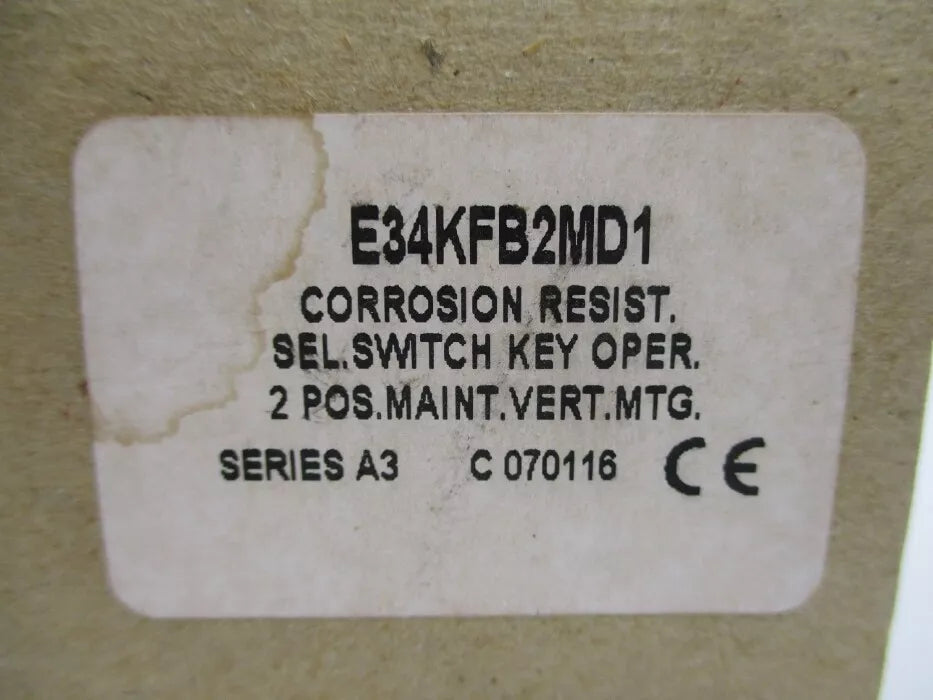 E34KFB2MD1
CORROSION RESIST.
SEL.SWITCH KEY OPER.
2 POS.MAINT.VERT.MTG.
SERIES A3 C 070116 CE